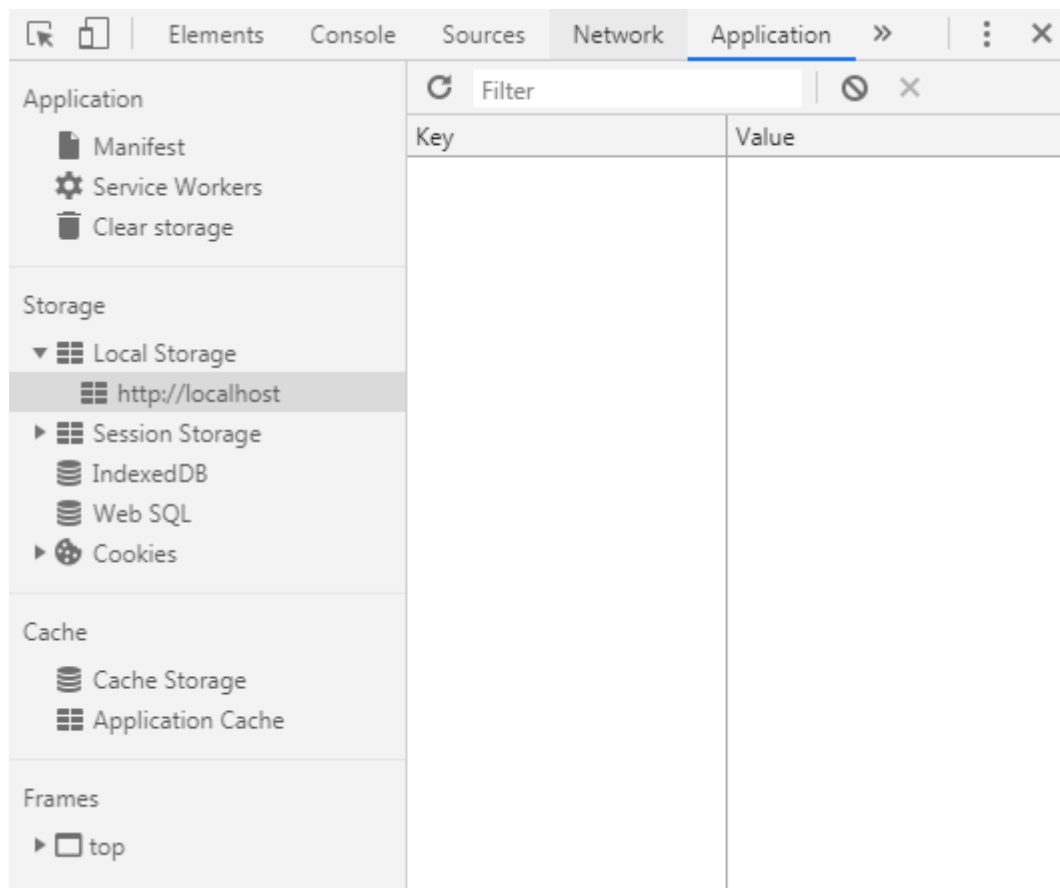 Elements Console Sources Network Application »
Application
Manifest
Service Workers
Clear storage
Storage
Local Storage
http://localhost
Session Storage
IndexedDB
Web SQL
Cookies
Cache
Cache Storage
Application Cache
Frames
top
Filter
Key Value